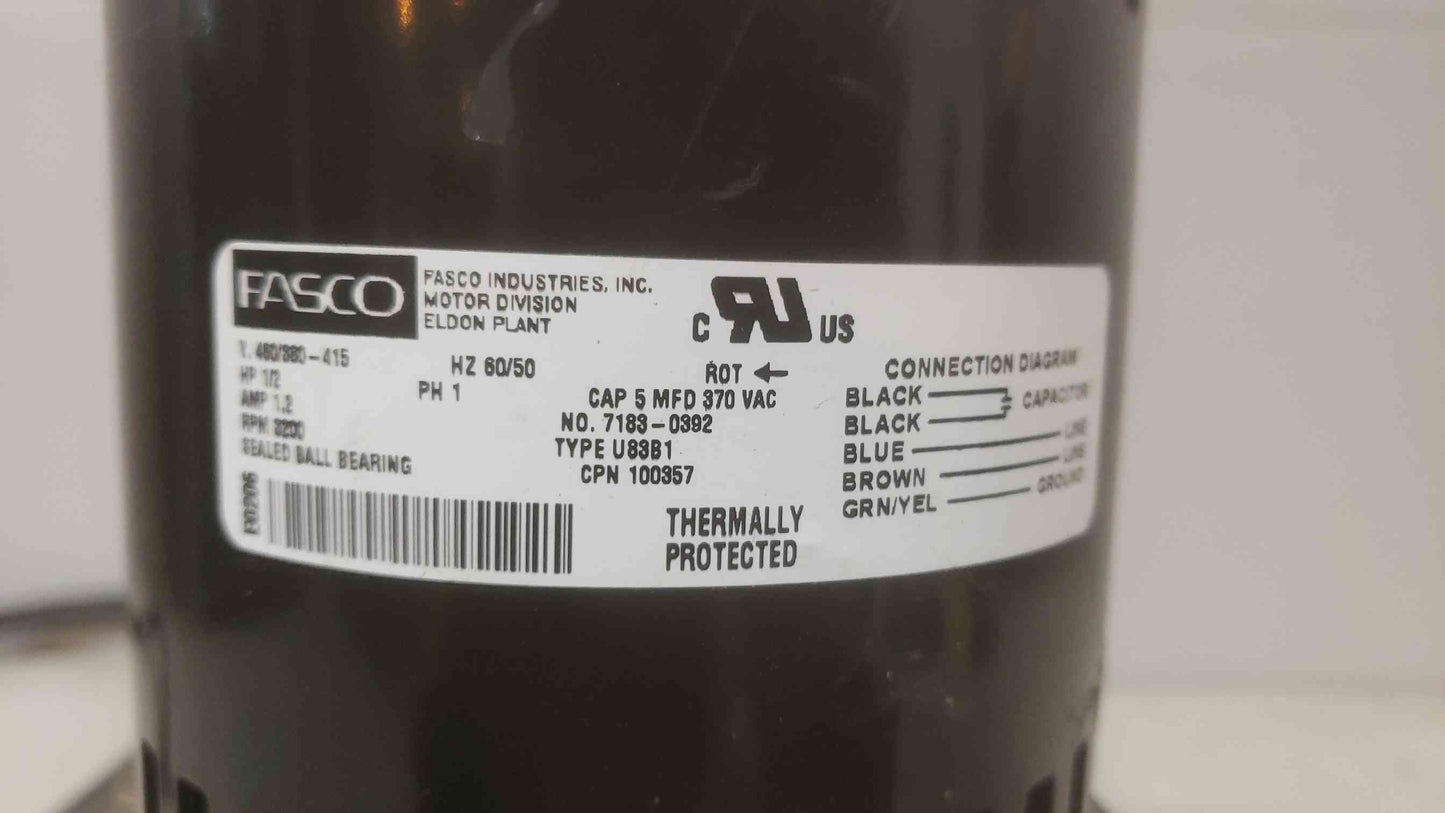 FASCO
FASCO INDUSTRIES, INC.
MOTOR DIVISION
ELDON PLANT
C RU US
V. 460/380-415
HZ 60/50
ROT ←
HP 1/2
PH 1
CAP 5 MFD 370 VAC
AMP 1.2
NO. 7183-0392
RPM 3200
TYPE U83B1
SEALED BALL BEARING
CPN 100357
THERMALLY
PROTECTED
CONNECTION DIAGRAM
BLACK CAPACITOR
BLACK
BLUE LINE
BROWN LINE
GRN/YEL GROUND